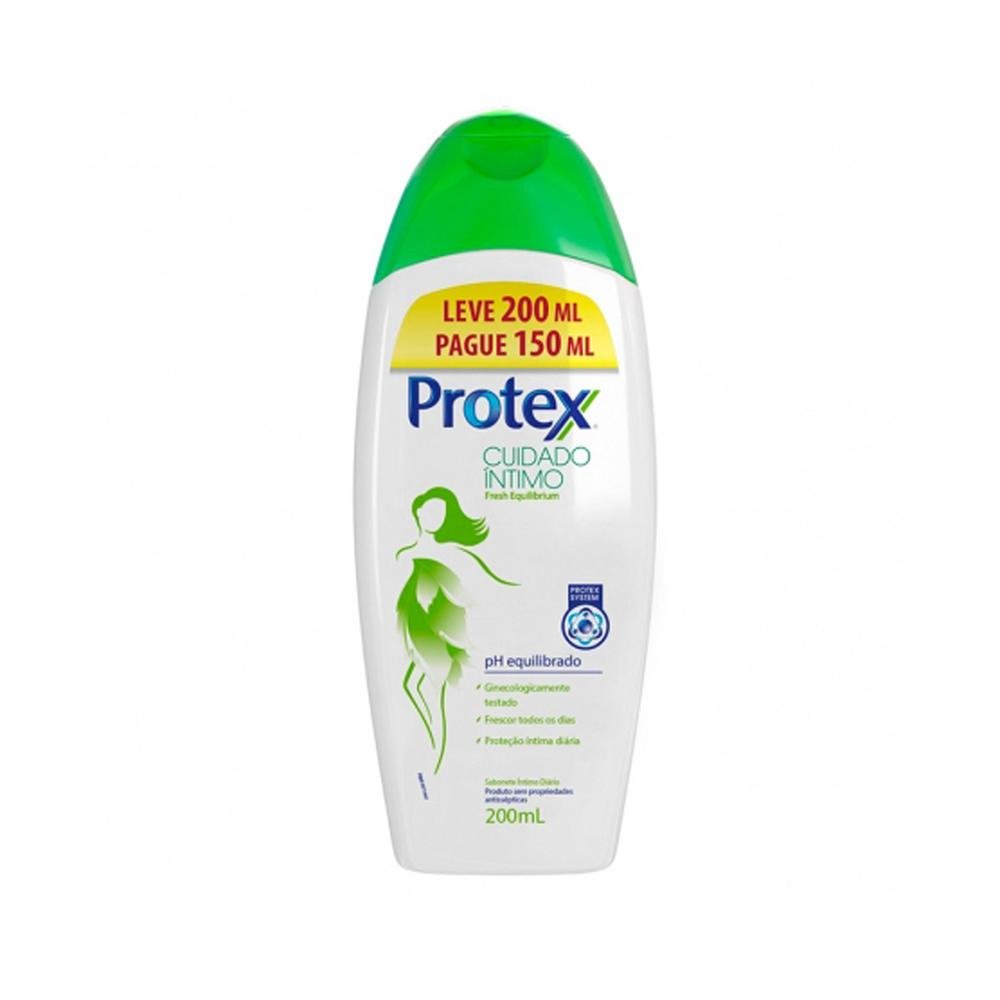 LEVE 200 ML
PAGUE 150 ML
Protex
CUIDADO
ÍNTIMO
Fresh Equilibrium
PROTEX
SYSTEM
pH equilibrado
Ginecologicamente
testado
Frescor todos os dias
Proteção íntima diária
Sabonete Íntimo Diário
Produto sem propriedades
antissépticas
200mL